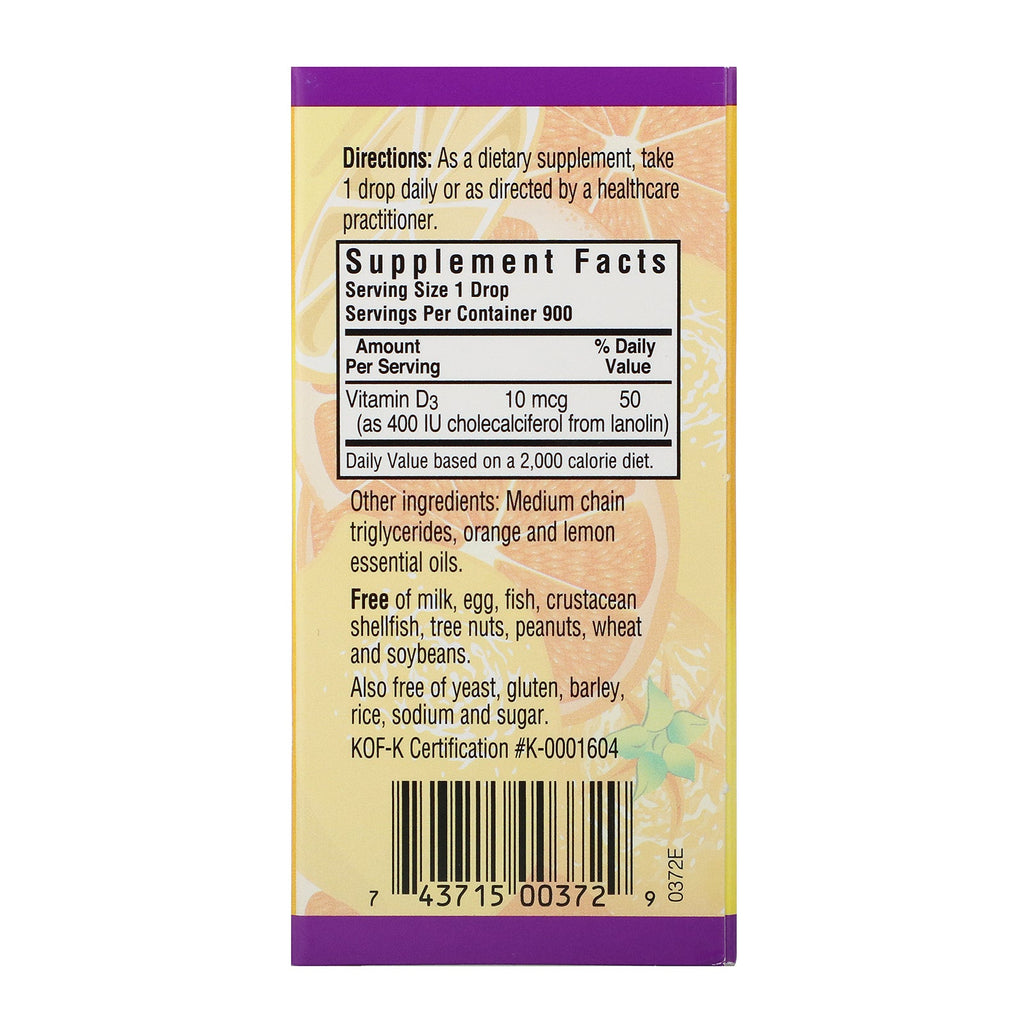 Directions: As a dietary supplement, take
1 drop daily or as directed by a healthcare
practitioner.
Supplement Facts
Serving Size 1 Drop
Servings Per Container 900
Amount % Daily
Per Serving Value
Vitamin D3 10 mcg 50
(as 400 IU cholecalciferol from lanolin)
Daily Value based on a 2,000 calorie diet.
Other ingredients: Medium chain
triglycerides, orange and lemon
essential oils.
Free of milk, egg, fish, crustacean
shellfish, tree nuts, peanuts, wheat
and soybeans.
Also free of yeast, gluten, barley,
rice, sodium and sugar.
KOF-K Certification #K-0001604
7 43715 00372 9
0372E